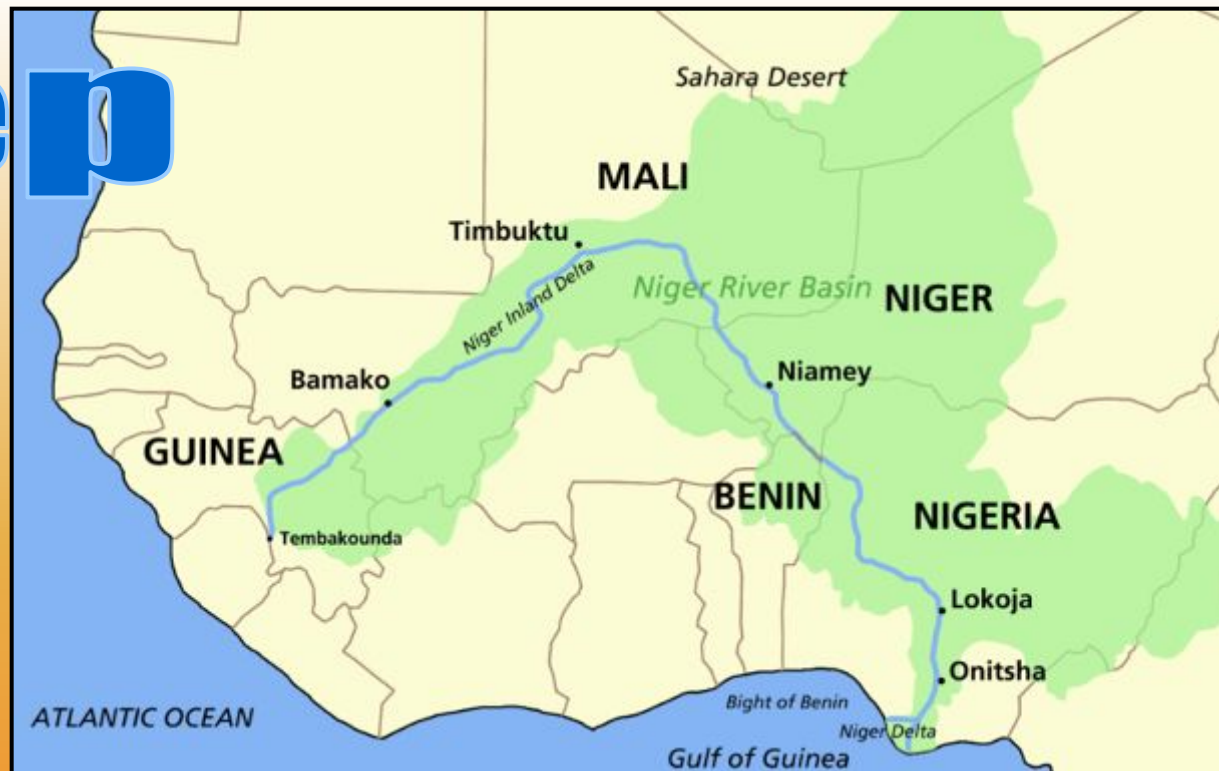 ep
Sahara Desert
MALI
Timbuktu
Niger Inland Delta
Niger River Basin
NIGER
Bamako
Niamey
GUINEA
BENIN
NIGERIA
Tembakounda
Lokoja
Onitsha
Bight of Benin
ATLANTIC OCEAN
Niger Delta
Gulf of Guinea